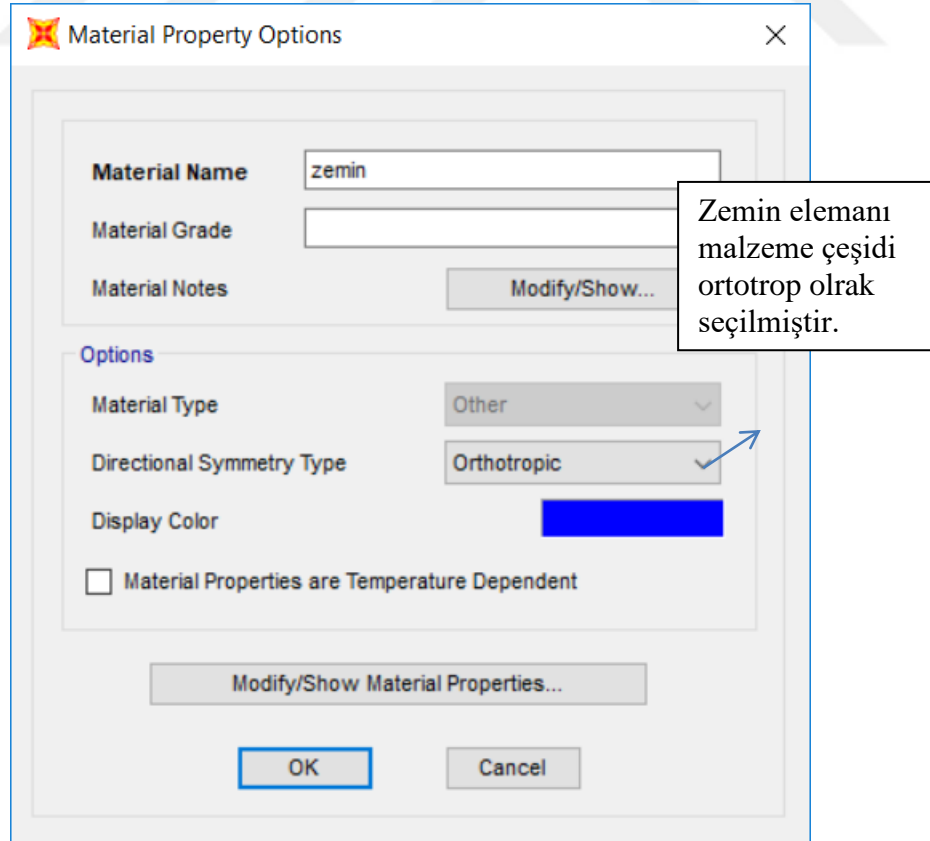 Material Property Options
Material Name
zemin
Material Grade
Material Notes
Modify/Show...
Zemin elemanı
malzeme çeşidi
ortotrop olrak
seçilmiştir.
Options
Material Type
Other
Directional Symmetry Type
Orthotropic
Display Color
Material Properties are Temperature Dependent
Modify/Show Material Properties...
OK
Cancel